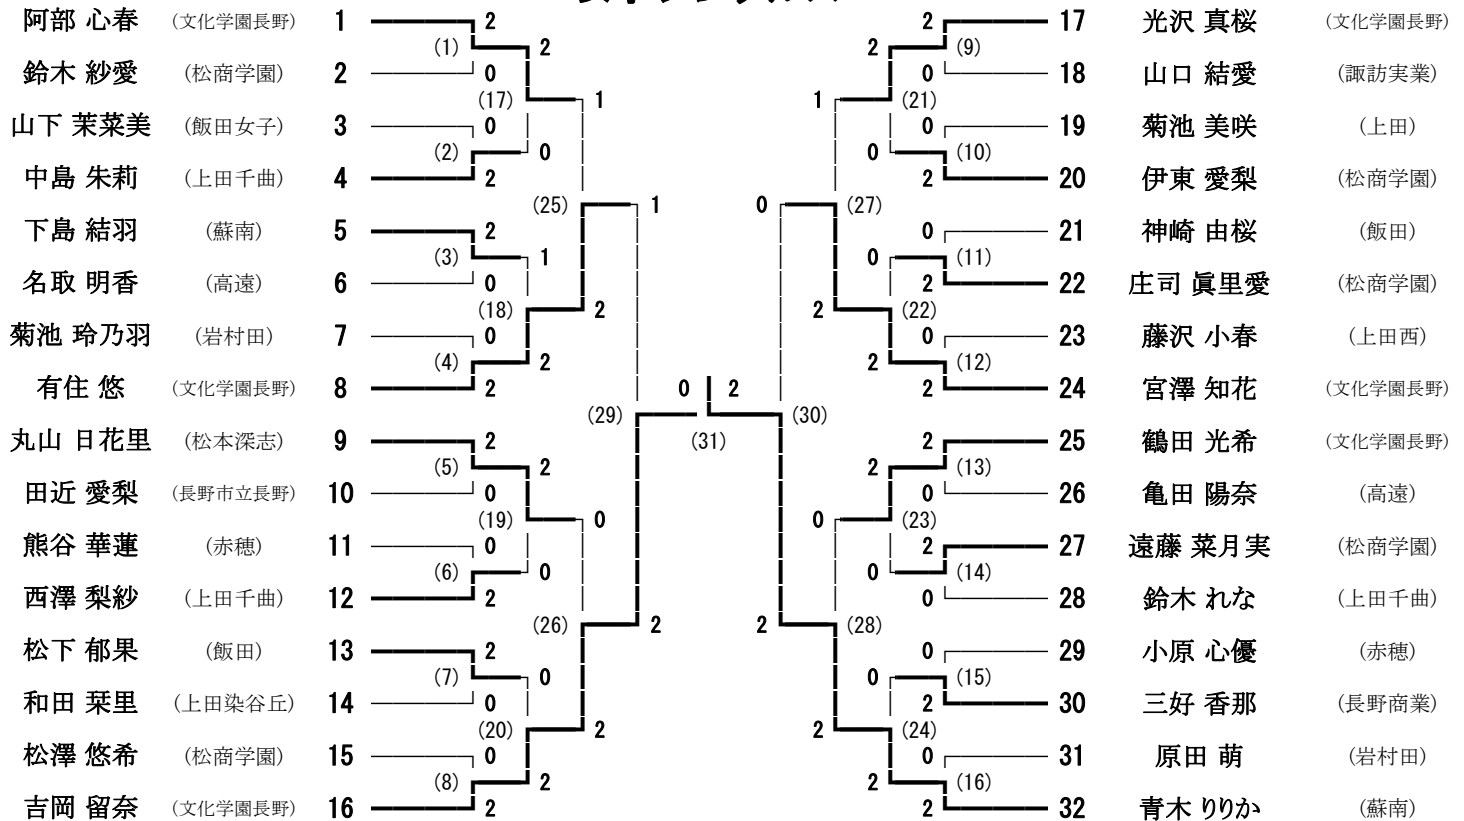 阿部 心春 (文化学園長野) 1 2 2 17 光沢 真桜 (文化学園長野)
(1) 2 2 (9)
鈴木 紗愛 (松商学園) 2 0 0 18 山口 結愛 (諏訪実業)
(17) 1 1 (21)
山下 茉菜美 (飯田女子) 3 0 0 19 菊池 美咲 (上田)
(2) 0 0 (10)
中島 朱莉 (上田千曲) 4 2 2 20 伊東 愛梨 (松商学園)
(25) 1 0 (27)
下島 結羽 (蘇南) 5 2 0 21 神崎 由桜 (飯田)
(3) 1 0 (11)
名取 明香 (高遠) 6 0 2 22 庄司 眞里愛 (松商学園)
(18) 2 2 (22)
菊池 玲乃羽 (岩村田) 7 0 0 23 藤沢 小春 (上田西)
(4) 2 2 (12)
有住 悠 (文化学園長野) 8 2 0 2 2 24 宮澤 知花 (文化学園長野)
(29) (30)
丸山 日花里 (松本深志) 9 2 (31) 2 25 鶴田 光希 (文化学園長野)
(5) 2 2 (13)
田近 愛梨 (長野市立長野) 10 0 0 26 亀田 陽奈 (高遠)
(19) 0 0 (23)
熊谷 華蓮 (赤穂) 11 0 2 27 遠藤 菜月実 (松商学園)
(6) 0 0 (14)
西澤 梨紗 (上田千曲) 12 2 0 28 鈴木 れな (上田千曲)
(26) 2 2 (28)
松下 郁果 (飯田) 13 2 0 29 小原 心優 (赤穂)
(7) 0 0 (15)
和田 栞里 (上田染谷丘) 14 0 2 30 三好 香那 (長野商業)
(20) 2 2 (24)
松澤 悠希 (松商学園) 15 0 0 31 原田 萌 (岩村田)
(8) 2 2 (16)
吉岡 留奈 (文化学園長野) 16 2 2 32 青木 りりか (蘇南)